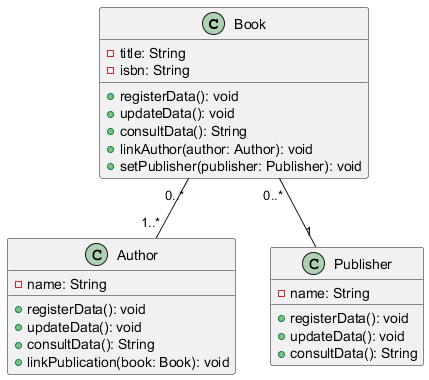 C Book
title: String
isbn: String
registerData(): void
updateData(): void
consultData(): String
linkAuthor(author: Author): void
setPublisher(publisher: Publisher): void
0..* 0..*
1..* 1
C Author
name: String
registerData(): void
updateData(): void
consultData(): String
linkPublication(book: Book): void
C Publisher
name: String
registerData(): void
updateData(): void
consultData(): String